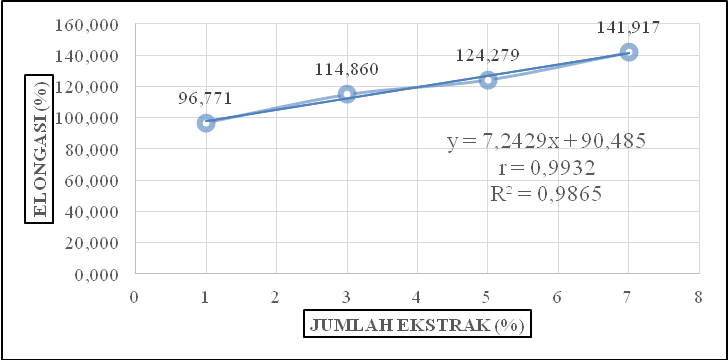 160,000
140,000
120,000
100,000
80,000
60,000
40,000
20,000
0,000
ELONGASI (%)
96,771
114,860
124,279
141,917
y = 7,2429x + 90,485
r = 0,9932
R² = 0,9865
0 1 2 3 4 5 6 7 8
JUMLAH EKSTRAK (%)